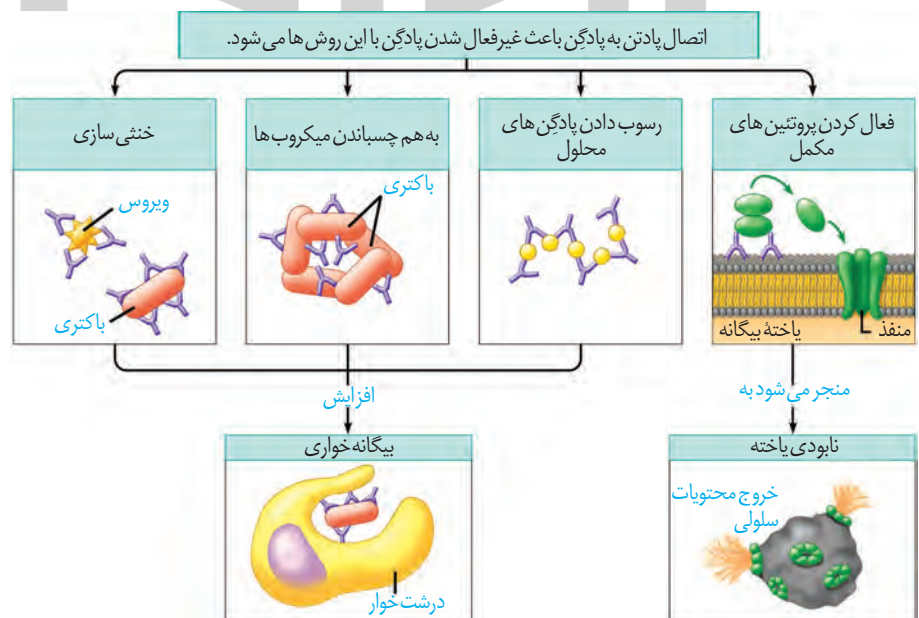 اتصال پادتن به پادگِن باعث غیرفعال شدن پادگِن با این روش ها می شود.
فعال کردن پروتئین های
مکمل
رسوب دادن پادگِن های
محلول
به هم چسباندن میکروب ها
خنثی سازی
منفذ
یاختهٔ بیگانه
باکتری
ویروس
باکتری
منجر می شود به
افزایش
نابودی یاخته
خروج محتویات
سلولی
بیگانه خواری
درشت خوار